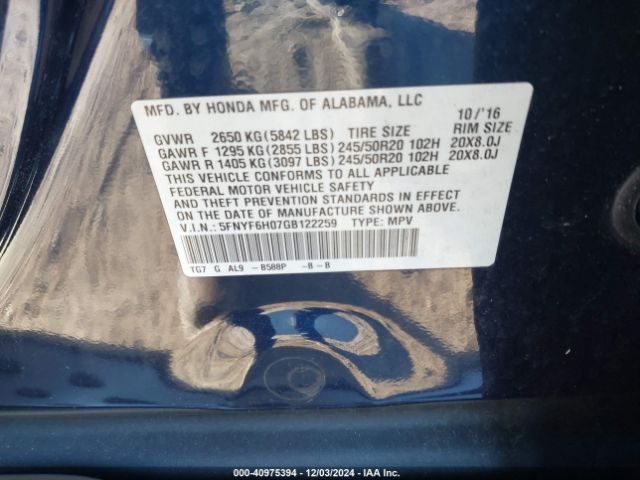 MFD. BY HONDA MFG. OF ALABAMA, LLC 10/'16
GVWR 2650 KG (5842 LBS) TIRE SIZE RIM SIZE
GAWR F 1295 KG (2855 LBS) 245/50R20 102H 20X8.0J
GAWR R 1405 KG (3097 LBS) 245/50R20 102H 20X8.0J
THIS VEHICLE CONFORMS TO ALL APPLICABLE
FEDERAL MOTOR VEHICLE SAFETY
AND THEFT PREVENTION STANDARDS IN EFFECT
ON THE DATE OF MANUFACTURE SHOWN ABOVE.
V.I.N.: 5FNYF6H07GB122259 TYPE: MPV
TG7 G AL9 -B588P -B-B
00-40975394 - 12/03/2024 - IAA Inc.